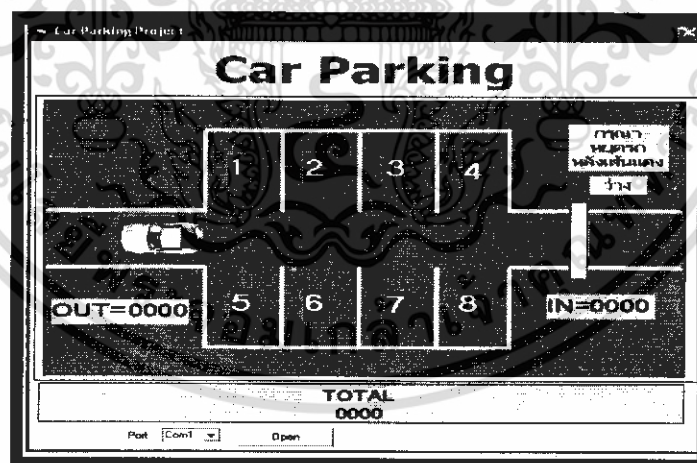 Car Parking Project
Car Parking
1 2 3 4
กรุณา
หยุดรถ
หลังเส้นแดง
ว่าง
OUT=0000
5 6 7 8
IN=0000
TOTAL
0000
Port Com1 Open